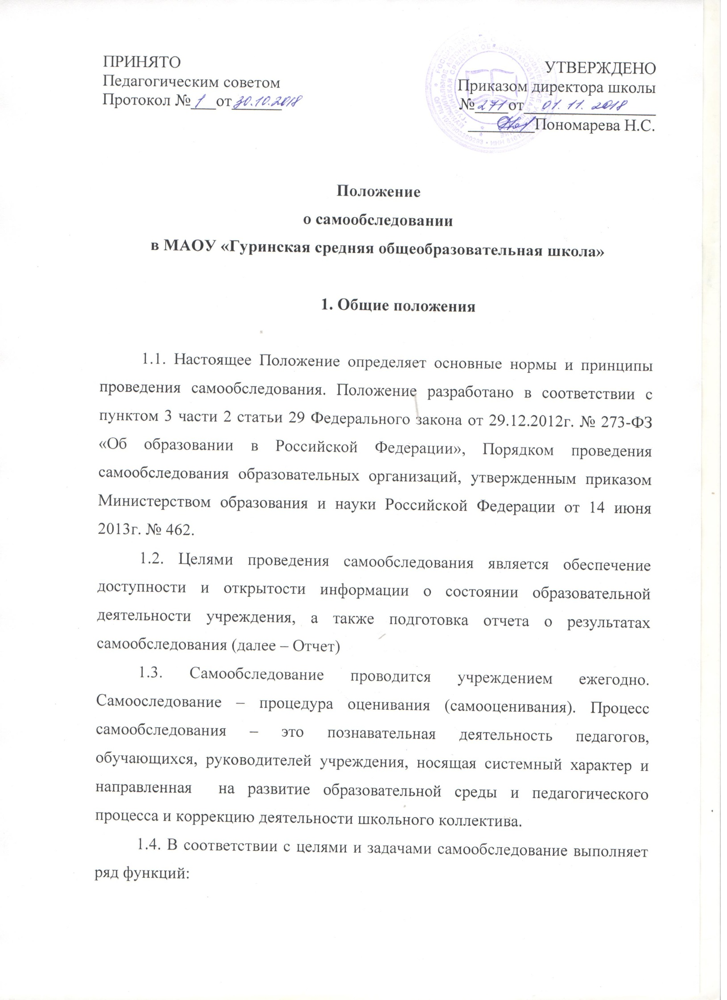 ПРИНЯТО
Педагогическим советом
Протокол № 1 от 30.10.2018
УТВЕРЖДЕНО
Приказом директора школы
№ 271 от 01.11.2018
Пономарева Н.С.
Положение
о самообследовании
в МАОУ «Гуринская средняя общеобразовательная школа»
1. Общие положения
1.1. Настоящее Положение определяет основные нормы и принципы
проведения самообследования. Положение разработано в соответствии с
пунктом 3 части 2 статьи 29 Федерального закона от 29.12.2012г. № 273-ФЗ
«Об образовании в Российской Федерации», Порядком проведения
самообследования образовательных организаций, утвержденным приказом
Министерством образования и науки Российской Федерации от 14 июня
2013г. № 462.
1.2. Целями проведения самообследования является обеспечение
доступности и открытости информации о состоянии образовательной
деятельности учреждения, а также подготовка отчета о результатах
самообследования (далее – Отчет)
1.3. Самообследование проводится учреждением ежегодно.
Самооследование – процедура оценивания (самооценивания). Процесс
самообследования – это познавательная деятельность педагогов,
обучающихся, руководителей учреждения, носящая системный характер и
направленная на развитие образовательной среды и педагогического
процесса и коррекцию деятельности школьного коллектива.
1.4. В соответствии с целями и задачами самообследование выполняет
ряд функций: